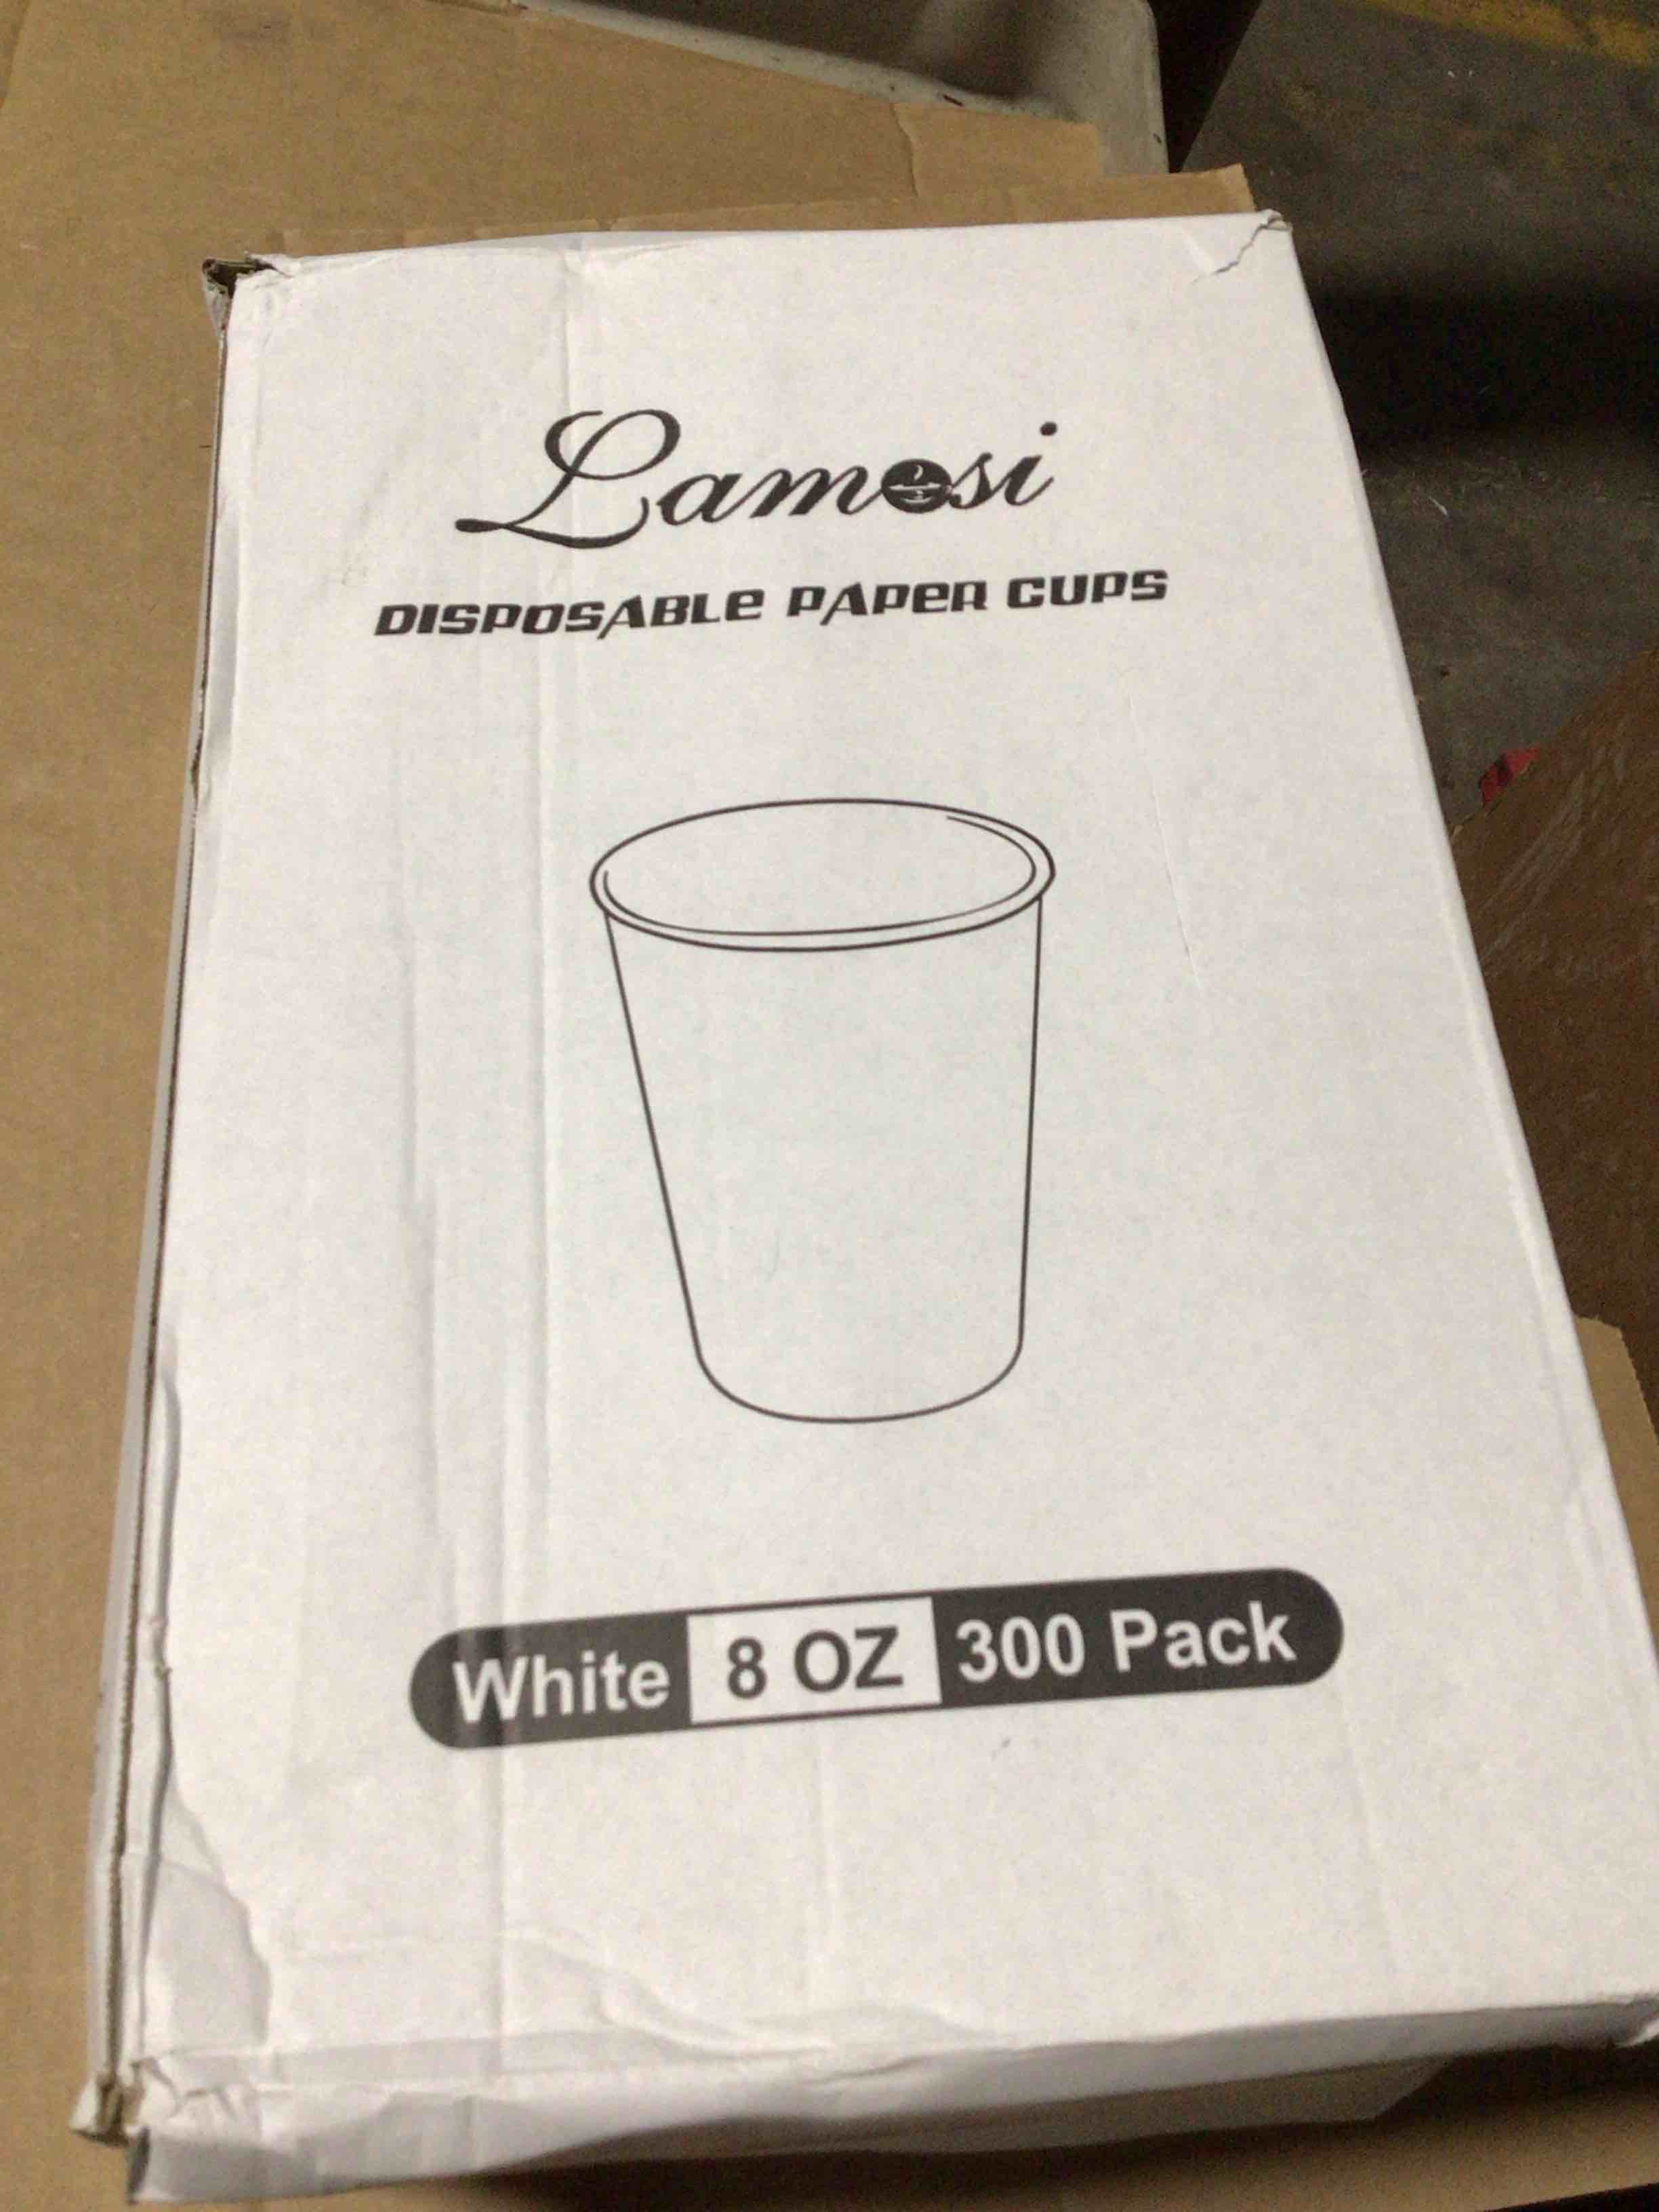 Lamosi
DISPOSABLE PAPER CUPS
White 8 OZ 300 Pack